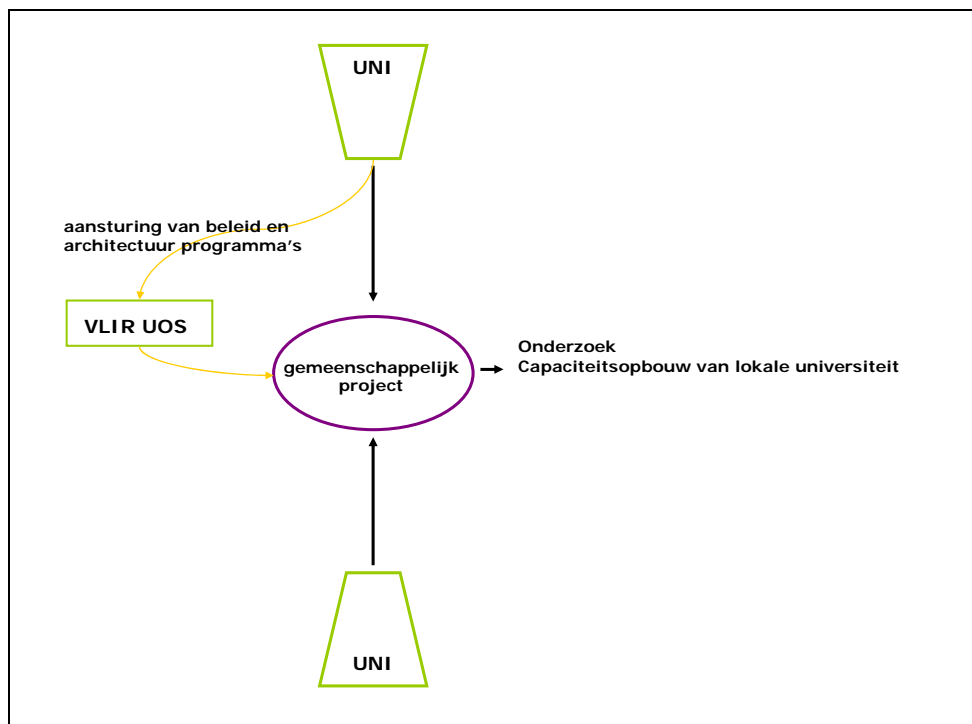 UNI
aansturing van beleid en
architectuur programma's
VLIR UOS
gemeenschappelijk
project
Onderzoek
Capaciteitsopbouw van lokale universiteit
UNI